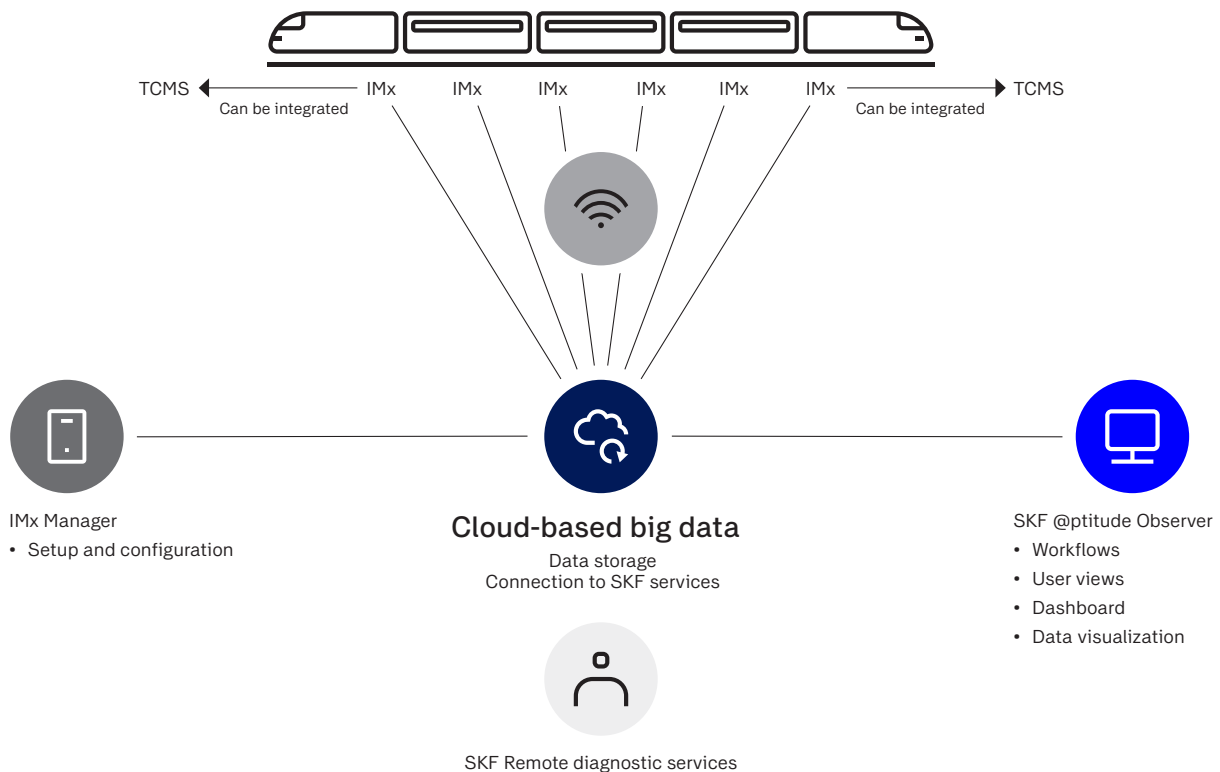 TCMS IMx IMx IMx IMx IMx IMx TCMS
Can be integrated Can be integrated
IMx Manager
• Setup and configuration
Cloud-based big data
Data storage
Connection to SKF services
SKF @ptitude Observer
• Workflows
• User views
• Dashboard
• Data visualization
SKF Remote diagnostic services